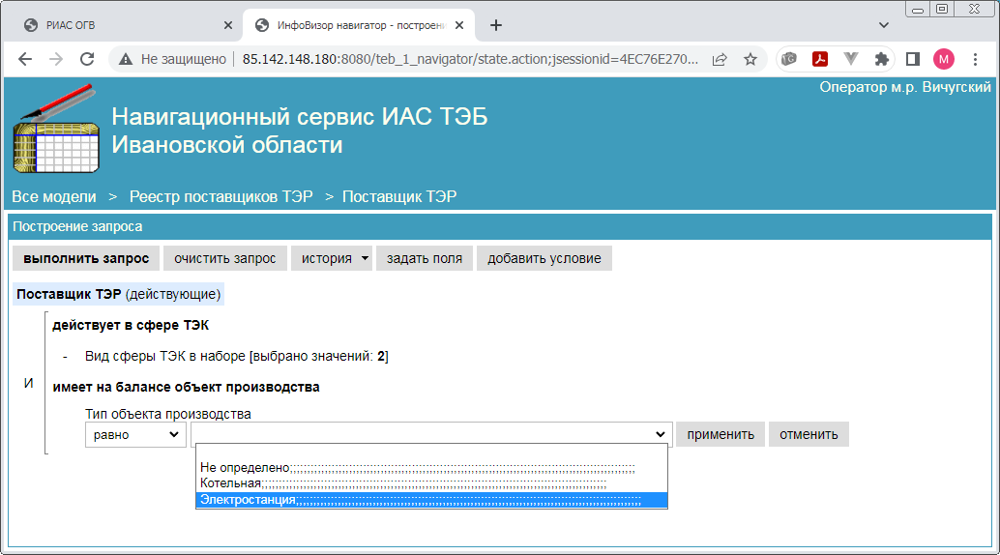 РИАС ОГВ
ИнфоВизор навигатор - построени
Не защищено
85.142.148.180:8080/teb_1_navigator/state.action;jsessionid=4EC76E270...
M
Оператор м.р. Вичугский
Навигационный сервис ИАС ТЭБ
Ивановской области
Все модели > Реестр поставщиков ТЭР > Поставщик ТЭР
Построение запроса
выполнить запрос очистить запрос история задать поля добавить условие
Поставщик ТЭР (действующие)
действует в сфере ТЭК
- Вид сферы ТЭК в наборе [выбрано значений: 2]
И
имеет на балансе объект производства
Тип объекта производства
равно применить отменить
Не определено;;;;;;;;;;;;;;;;;;;;;;;;;;;;;;;;;;;;;;;;;;;;;;;;;;;;;;;;;;;;;;;;;;;;;;;;;;;;;;;;;;;;;;;;;;;;;;;;;;;
Котельная;;;;;;;;;;;;;;;;;;;;;;;;;;;;;;;;;;;;;;;;;;;;;;;;;;;;;;;;;;;;;;;;;;;;;;;;;;;;;;;;;;;;;;;;;;;;;;;;;;;
Электростанция;;;;;;;;;;;;;;;;;;;;;;;;;;;;;;;;;;;;;;;;;;;;;;;;;;;;;;;;;;;;;;;;;;;;;;;;;;;;;;;;;;;;;;;;;;;;;;;;;;;